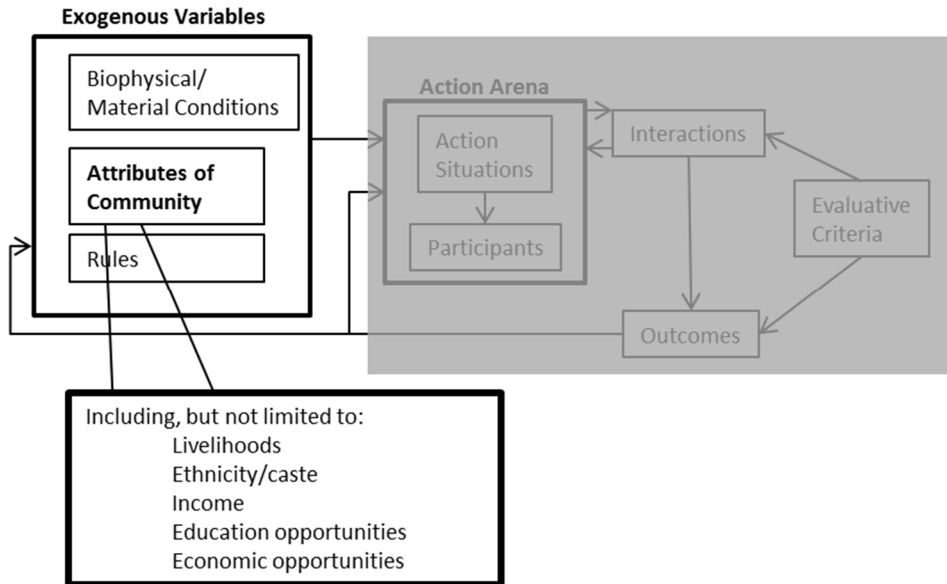 Exogenous Variables
Biophysical/
Material Conditions
Attributes of
Community
Rules
Action Arena
Action
Situations
Participants
Interactions
Evaluative
Criteria
Outcomes
Including, but not limited to:
Livelihoods
Ethnicity/caste
Income
Education opportunities
Economic opportunities